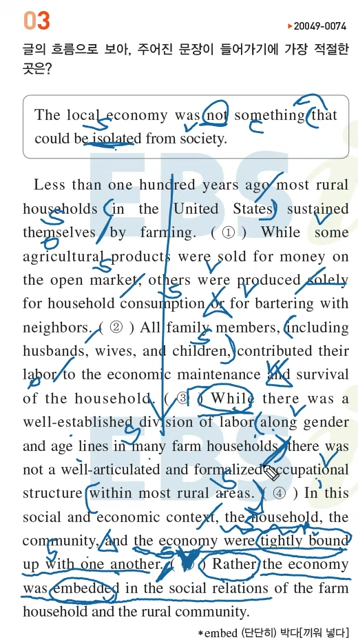 03
▸20049-0074
글의 흐름으로 보아, 주어진 문장이 들어가기에 가장 적절한
곳은?
The local economy was not something that
could be isolated from society.
Less than one hundred years ago most rural
households in the United States sustained
themselves by farming. ( ① ) While some
agricultural products were sold for money on
the open market, others were produced solely
for household consumption or for bartering with
neighbors. ( ② ) All family members, including
husbands, wives, and children, contributed their
labor to the economic maintenance and survival
of the household. ( ③ ) While there was a
well-established division of labor along gender
and age lines in many farm households, there was
not a well-articulated and formalized occupational
structure within most rural areas. ( ④ ) In this
social and economic context, the household, the
community, and the economy were tightly bound
up with one another. ( ) Rather the economy
was embedded in the social relations of the farm
household and the rural community.
*embed (단단히) 박다[끼워 넣다]
EBS
EBS
EBS